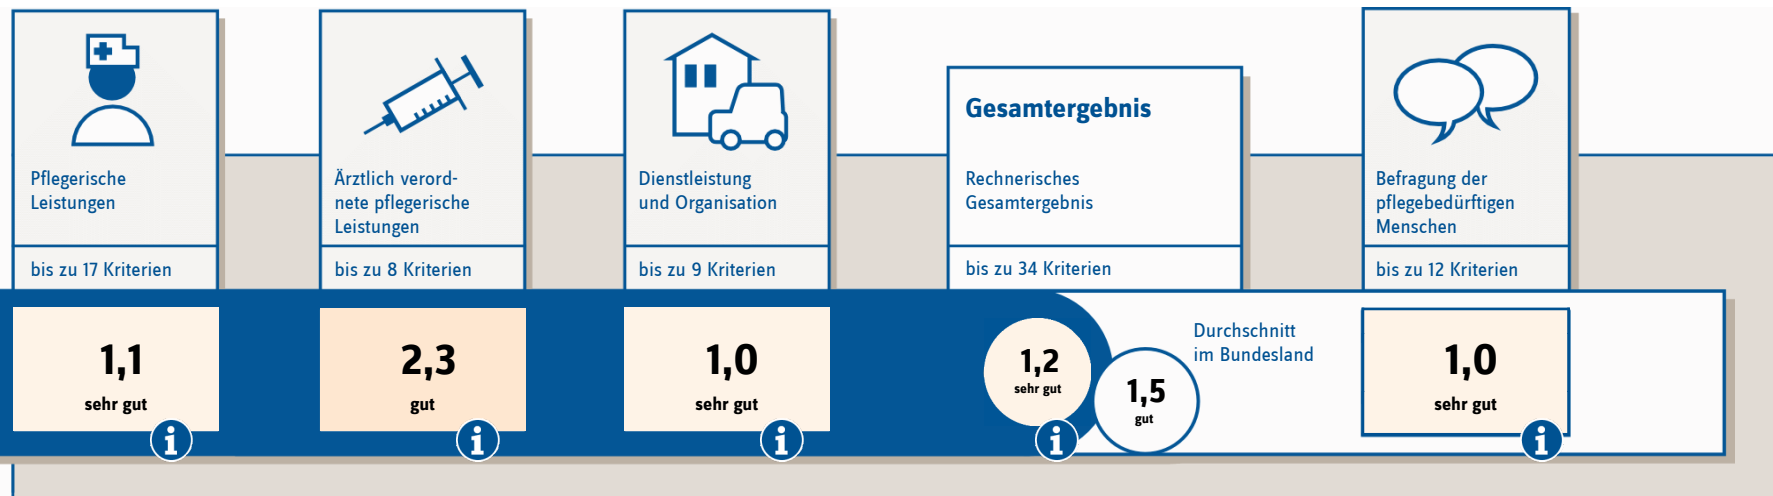 Pflegerische
Leistungen
bis zu 17 Kriterien
1,1
sehr gut
i
Ärztlich verord-
nete pflegerische
Leistungen
bis zu 8 Kriterien
2,3
gut
i
Dienstleistung
und Organisation
bis zu 9 Kriterien
1,0
sehr gut
i
Gesamtergebnis
Rechnerisches
Gesamtergebnis
bis zu 34 Kriterien
1,2
sehr gut
i
1,5
gut
Durchschnitt
im Bundesland
Befragung der
pflegebedürftigen
Menschen
bis zu 12 Kriterien
1,0
sehr gut
i